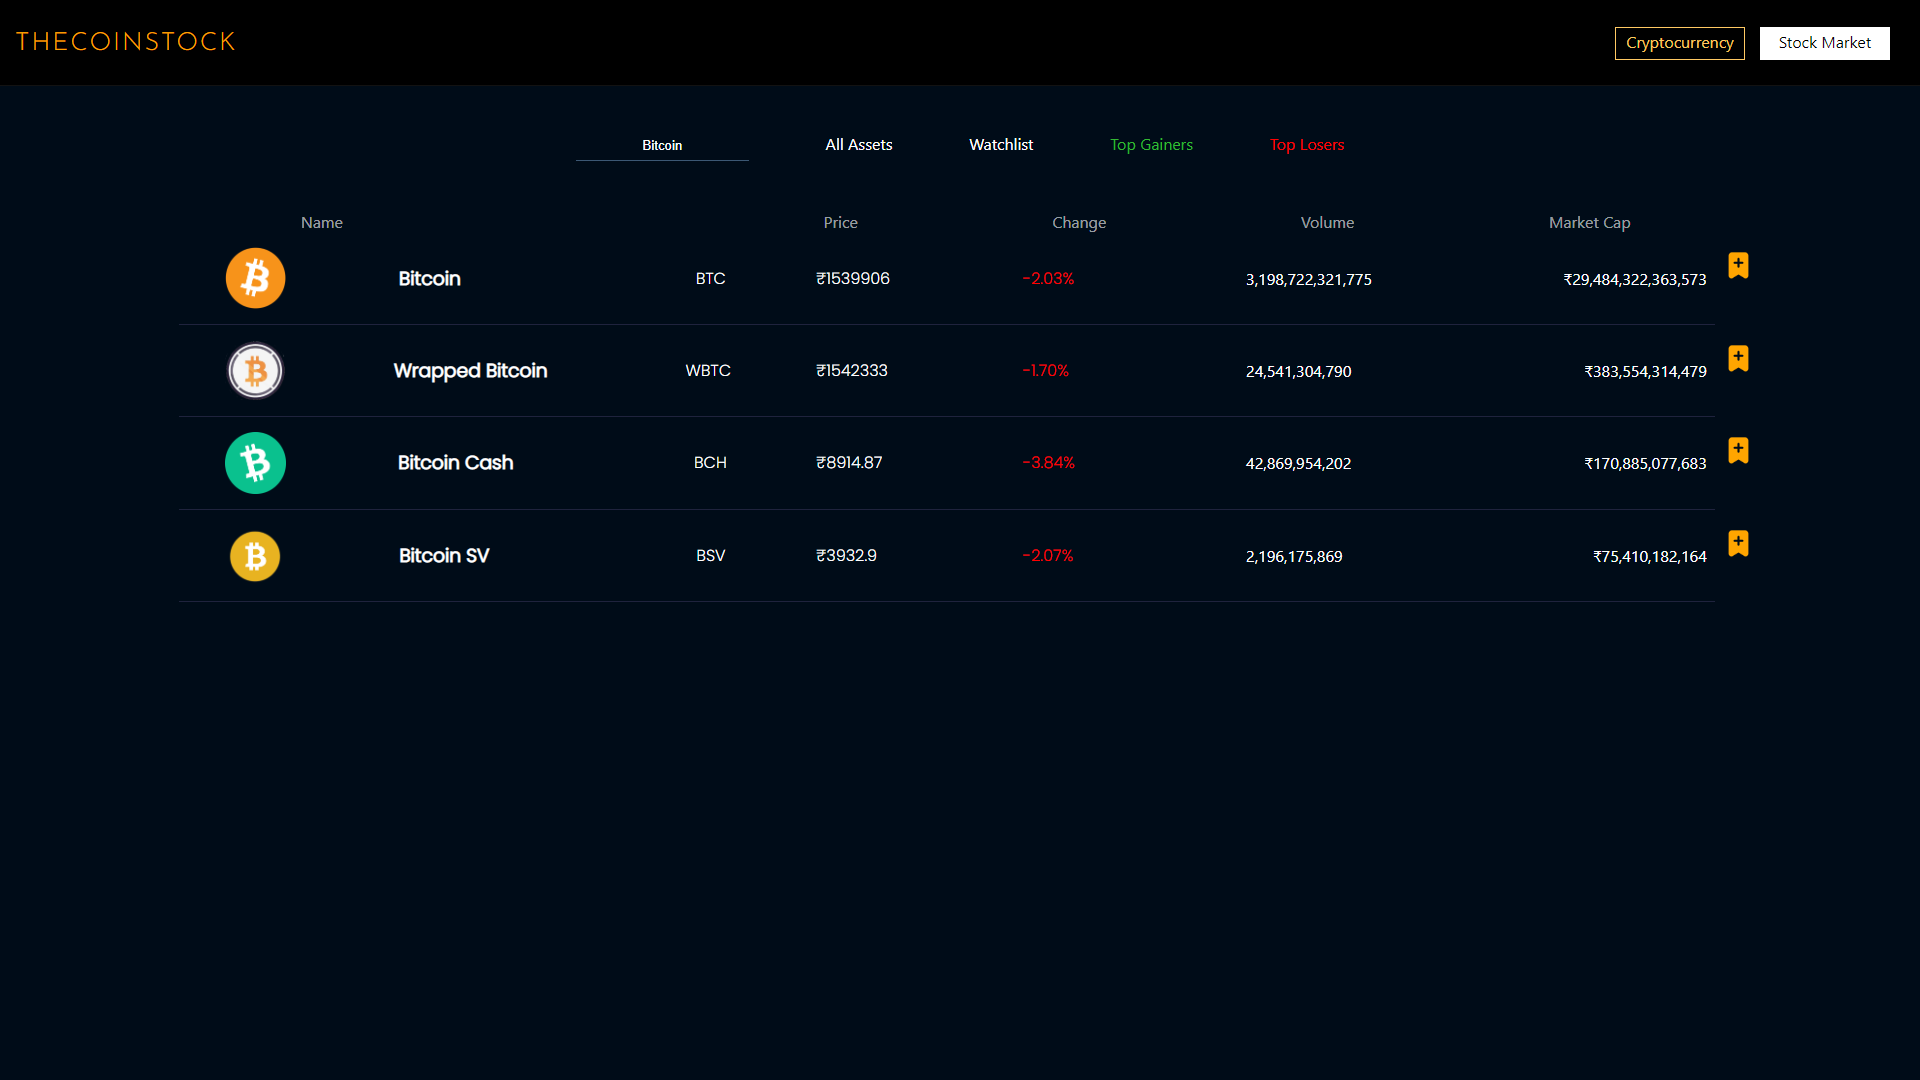 THECOINSTOCK Cryptocurrency Stock Market
Bitcoin All Assets Watchlist Top Gainers Top Losers
Name Price Change Volume Market Cap
Bitcoin BTC ₹1539906 -2.03% 3,198,722,321,775 ₹29,484,322,363,573
Wrapped Bitcoin WBTC ₹1542333 -1.70% 24,541,304,790 ₹383,554,314,479
Bitcoin Cash BCH ₹8914.87 -3.84% 42,869,954,202 ₹170,885,077,683
Bitcoin SV BSV ₹3932.9 -2.07% 2,196,175,869 ₹75,410,182,164